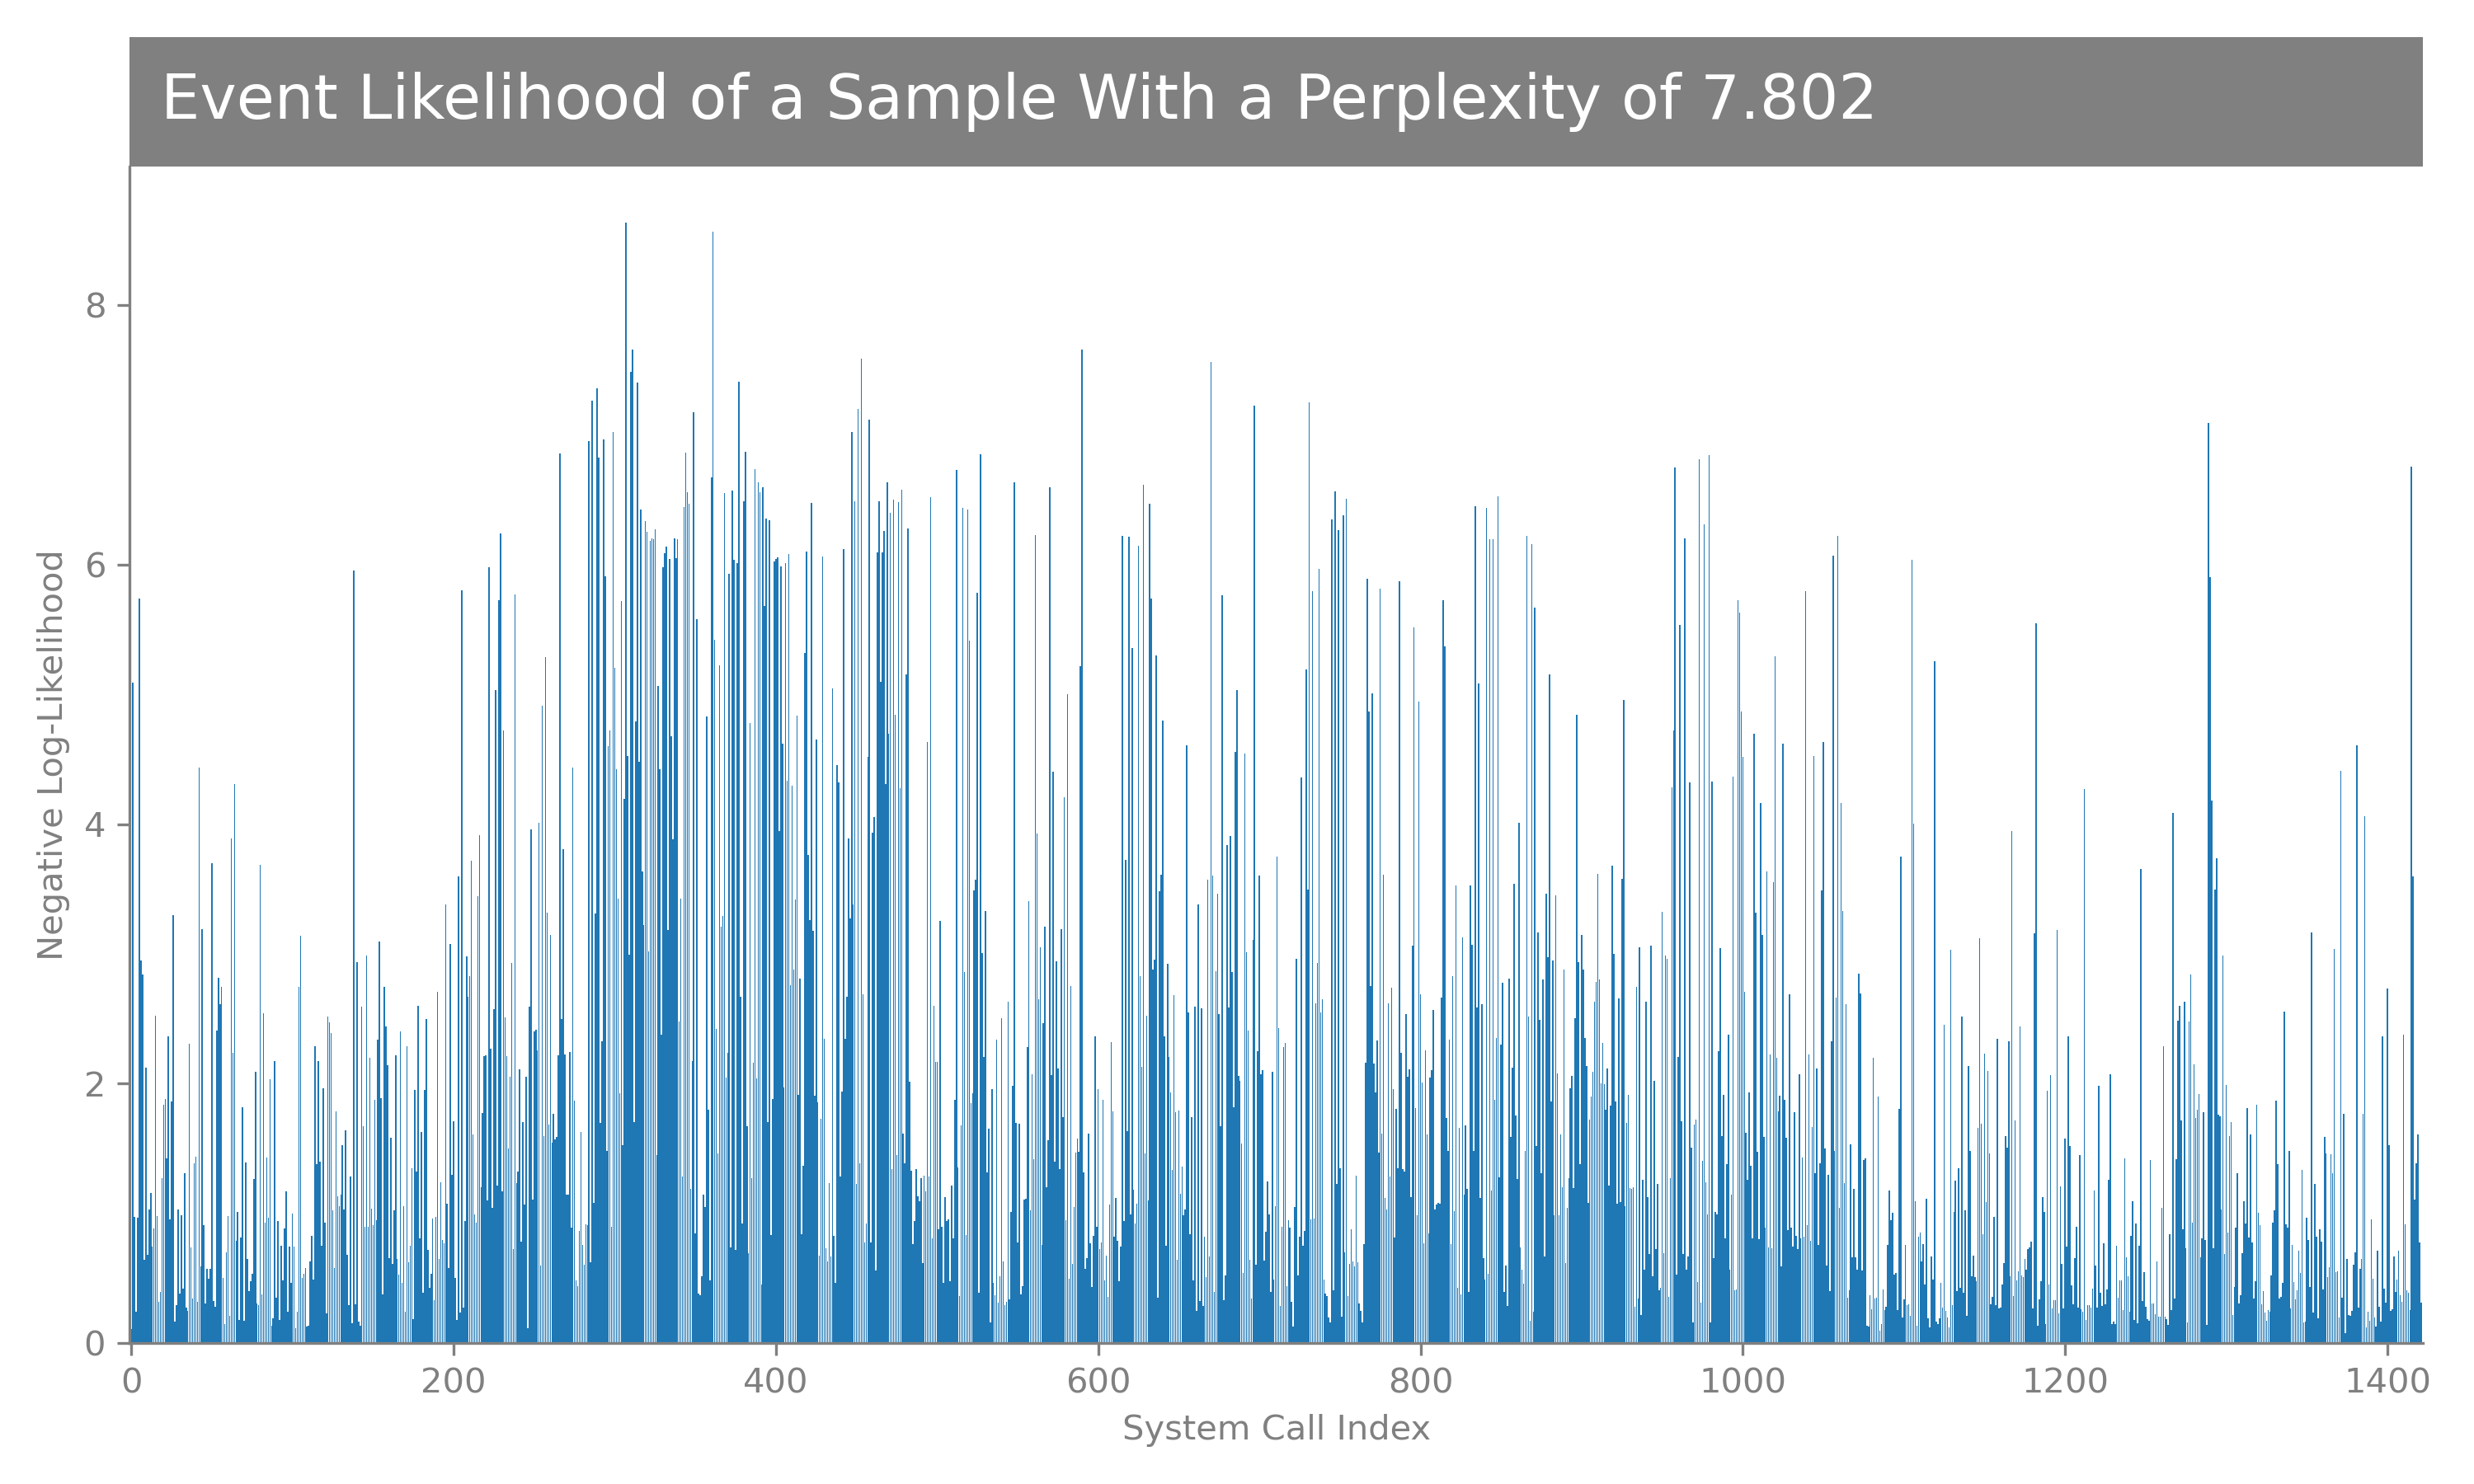 Event Likelihood of a Sample With a Perplexity of 7.802
8
6
4
2
0
Negative Log-Likelihood
0 200 400 600 800 1000 1200 1400
System Call Index